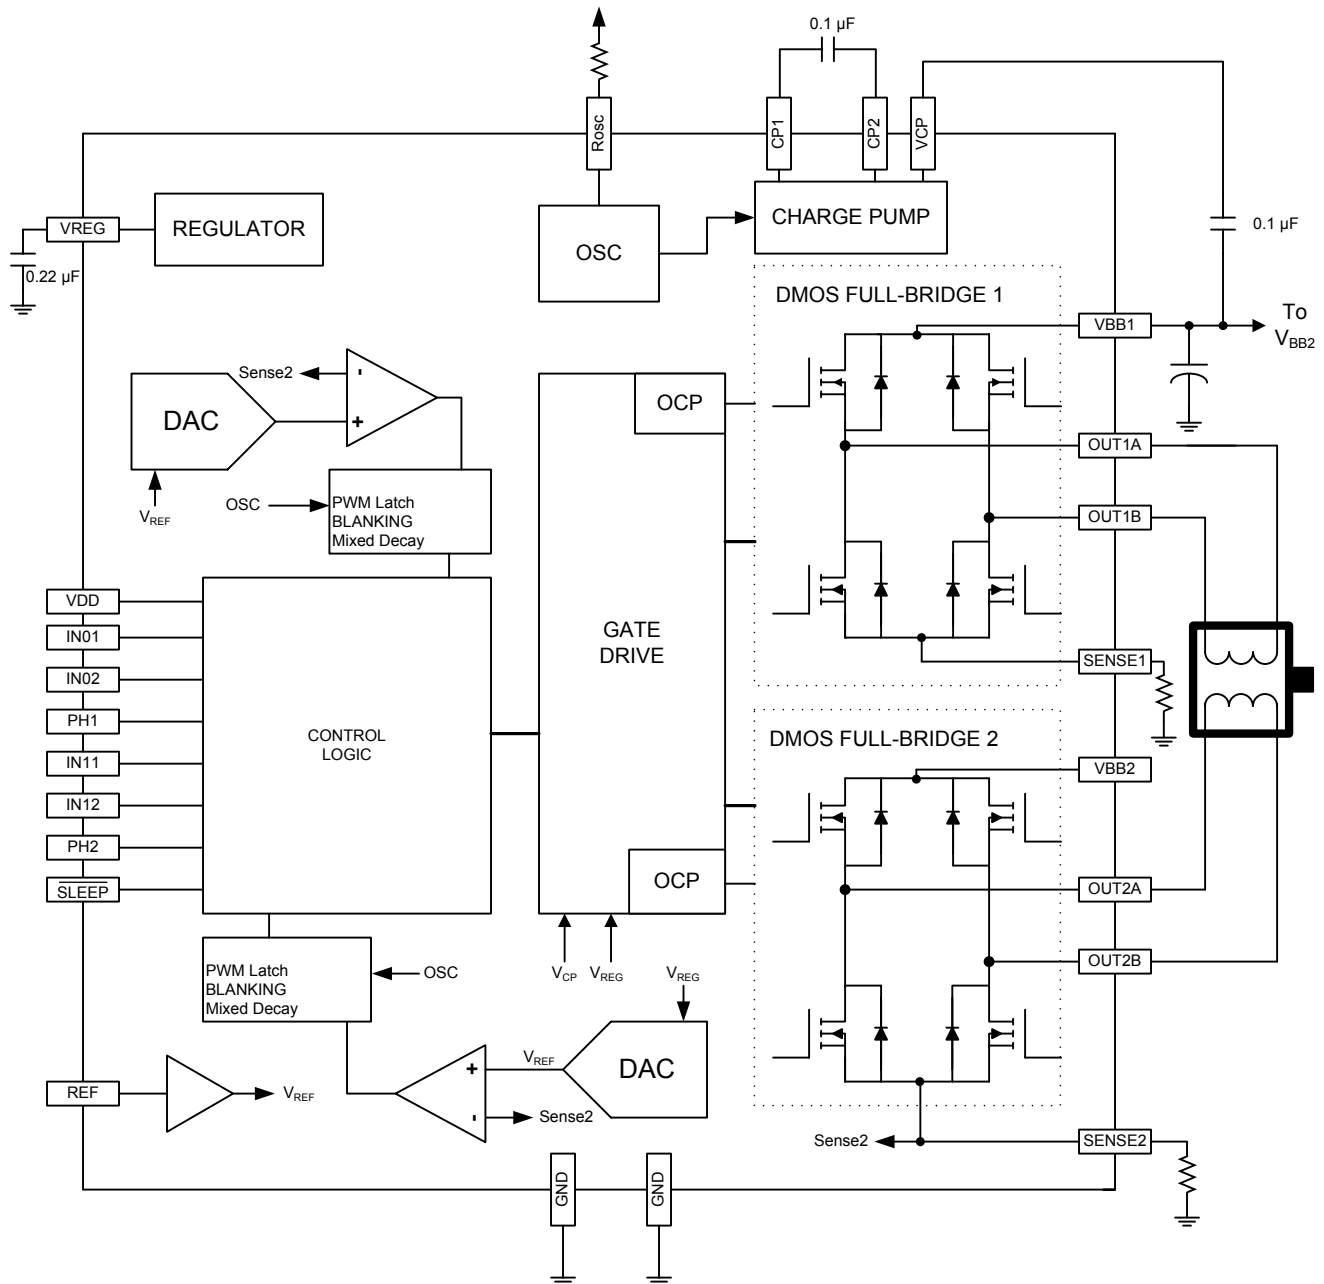 0.1 µF
Rosc
CP1
CP2
VCP
VREG
REGULATOR
0.22 µF
OSC
CHARGE PUMP
0.1 µF
DMOS FULL-BRIDGE 1
VBB1
To
VBB2
Sense2
-
+
DAC
VREF
OSC
PWM Latch
BLANKING
Mixed Decay
OCP
OUT1A
OUT1B
VDD
IN01
IN02
PH1
IN11
IN12
PH2
SLEEP
CONTROL
LOGIC
GATE
DRIVE
SENSE1
DMOS FULL-BRIDGE 2
VBB2
OCP
OUT2A
OUT2B
VCP
VREG
VREG
PWM Latch
BLANKING
Mixed Decay
OSC
REF
VREF
+
-
VREF
DAC
Sense2
Sense2
SENSE2
GND
GND